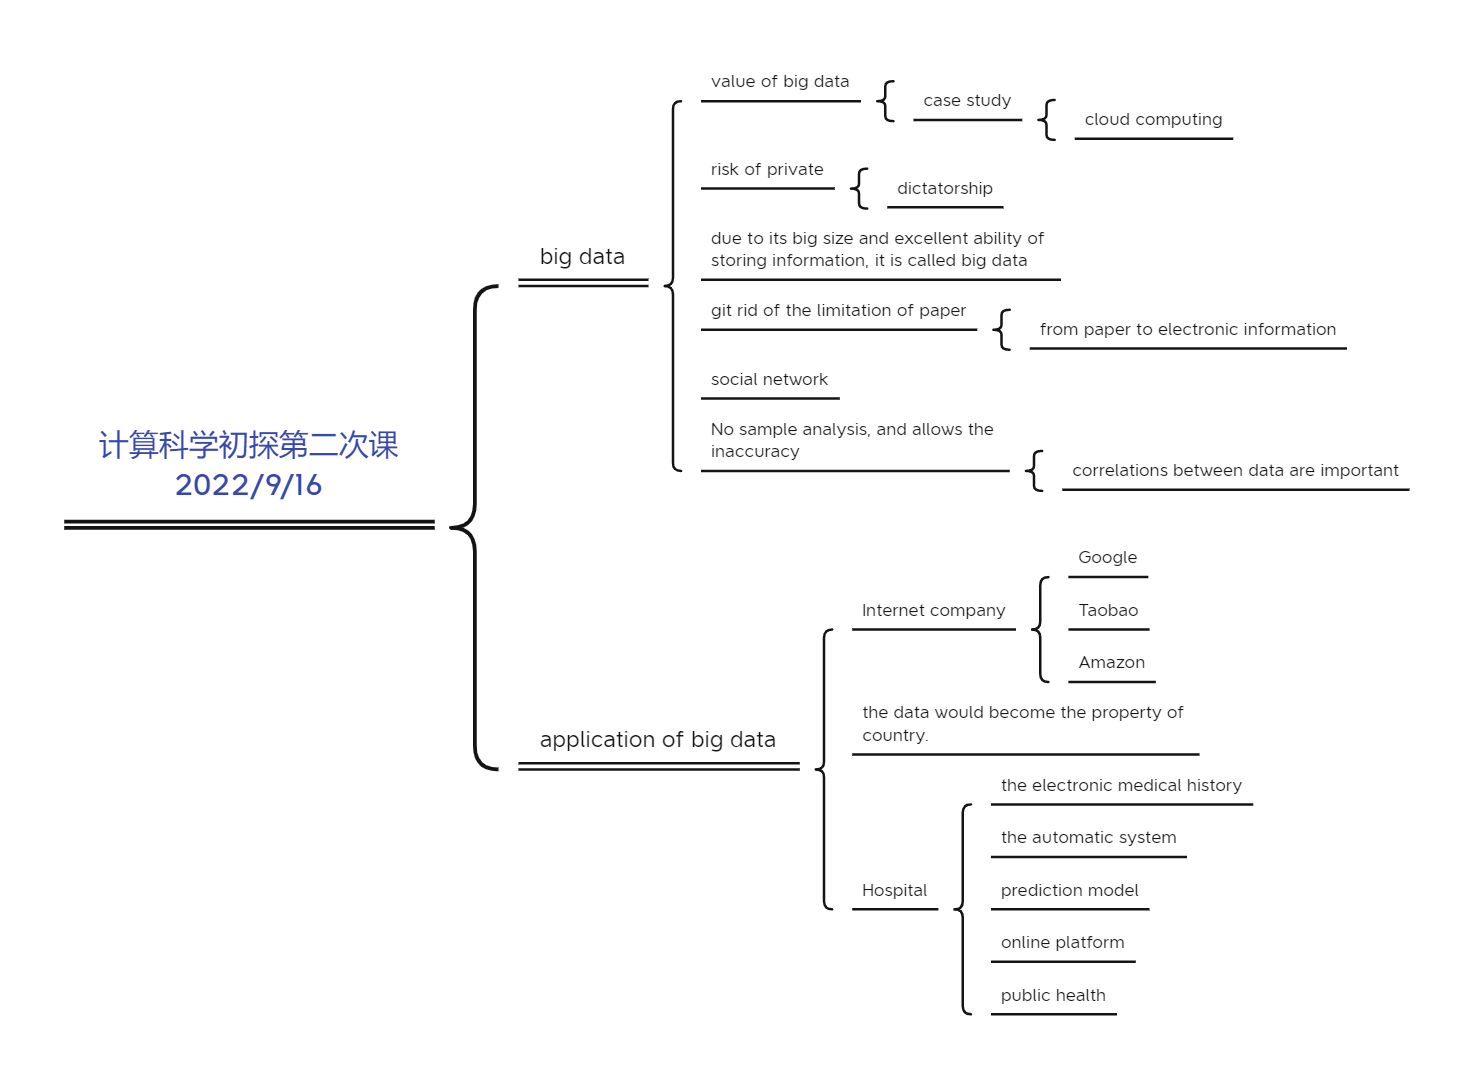 计算科学初探第二次课
2022/9/16
big data
value of big data
case study
cloud computing
risk of private
dictatorship
due to its big size and excellent ability of
storing information, it is called big data
git rid of the limitation of paper
from paper to electronic information
social network
No sample analysis, and allows the
inaccuracy
correlations between data are important
application of big data
Internet company
Google
Taobao
Amazon
the data would become the property of
country.
Hospital
the electronic medical history
the automatic system
prediction model
online platform
public health